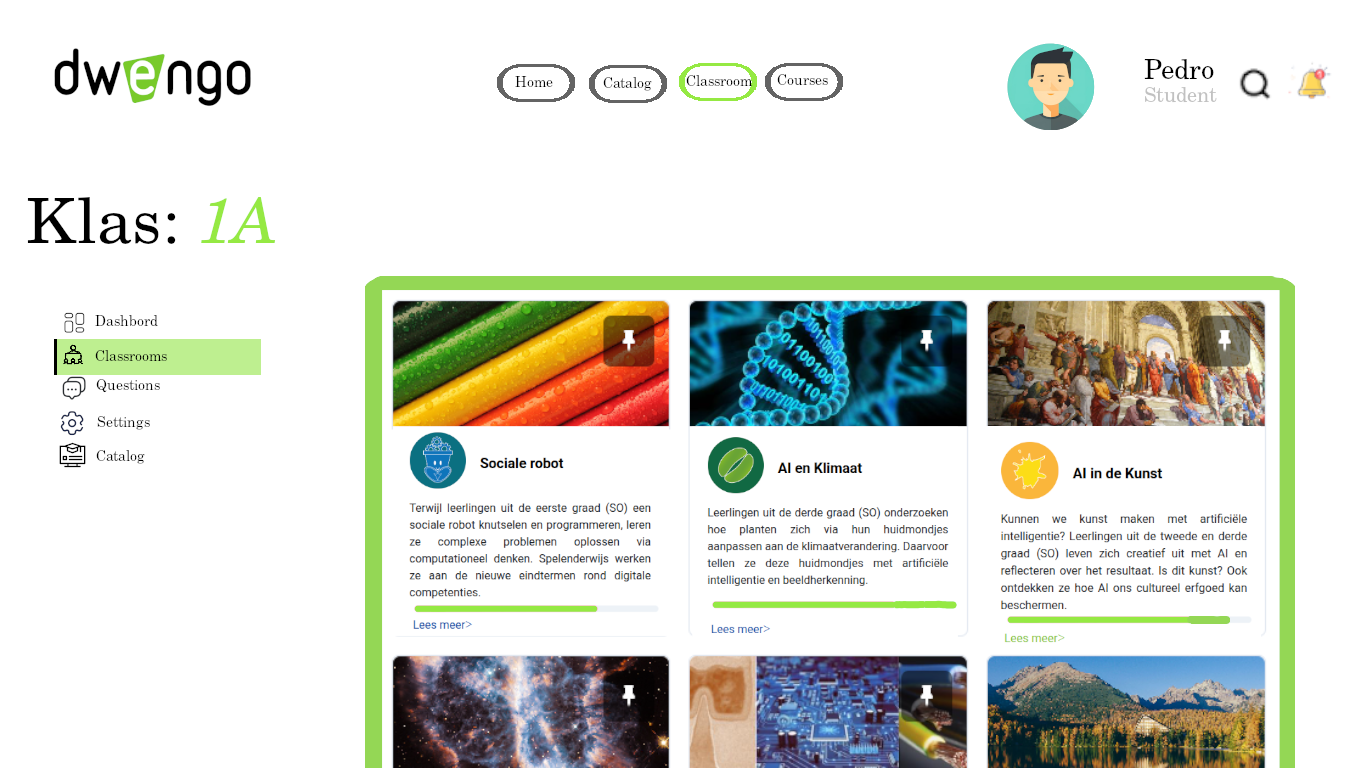 dwengo
Home
Catalog
Classroom
Courses
Pedro
Student
Klas: 1A
Dashbord
Classrooms
Questions
Settings
Catalog
Sociale robot
Terwijl leerlingen uit de eerste graad (SO) een
sociale robot knutselen en programmeren, leren
ze complexe problemen oplossen via
computationeel denken. Spelenderwijs werken
ze aan de nieuwe eindtermen rond digitale
competenties.
Lees meer>
AI en Klimaat
Leerlingen uit de derde graad (SO) onderzoeken
hoe planten zich via hun huidmondjes
aanpassen aan de klimaatverandering. Daarvoor
tellen ze deze huidmondjes met artificiële
intelligentie en beeldherkenning.
Lees meer>
AI in de Kunst
Kunnen we kunst maken met artificiële
intelligentie? Leerlingen uit de tweede en derde
graad (SO) leven zich creatief uit met AI en
reflecteren over het resultaat. Is dit kunst? Ook
ontdekken ze hoe AI ons cultureel erfgoed kan
beschermen.
Lees meer>